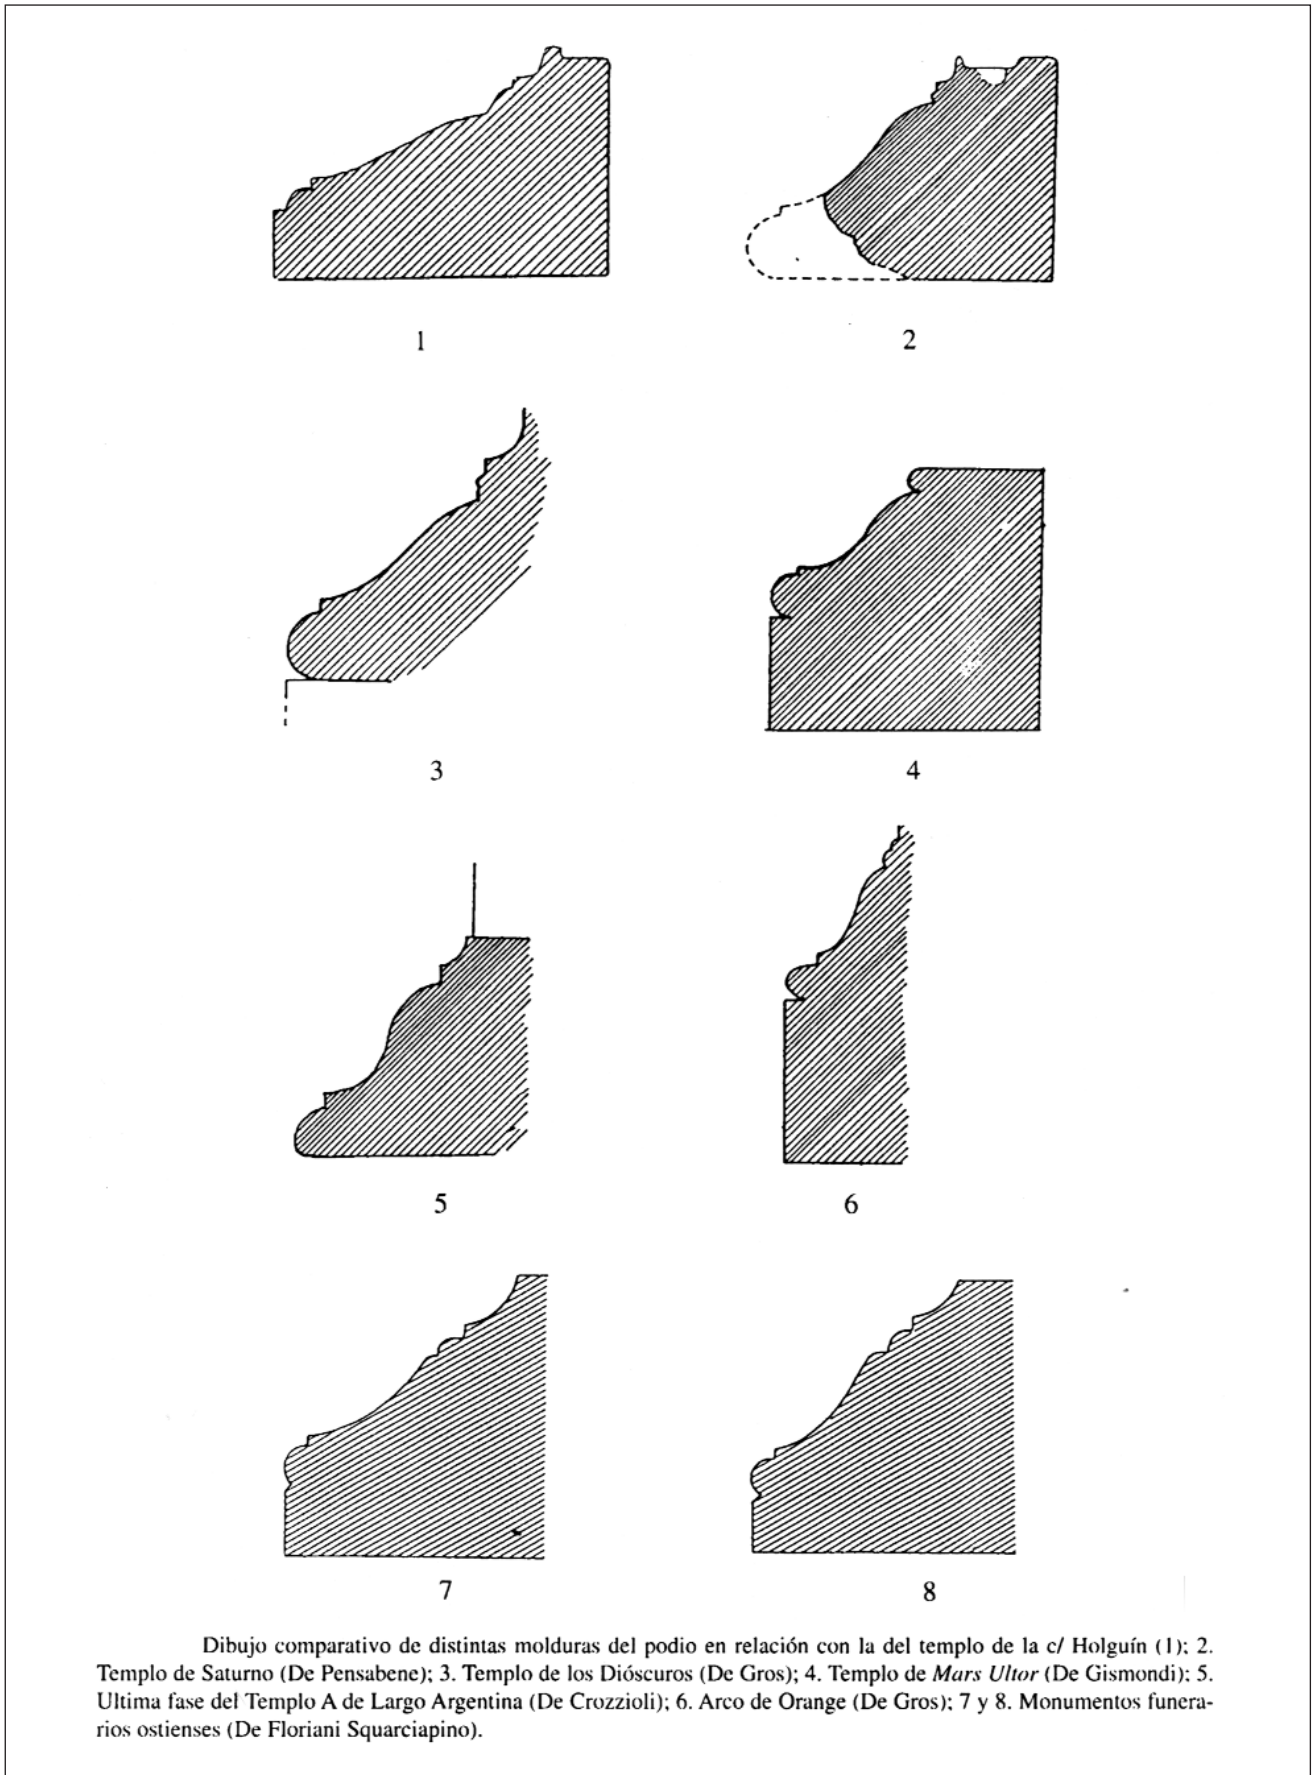 1
2
3
4
5
6
7
8
Dibujo comparativo de distintas molduras del podio en relación con la del templo de la c/ Holguín (1); 2.
Templo de Saturno (De Pensabene); 3. Templo de los Dióscuros (De Gros); 4. Templo de Mars Ultor (De Gismondi); 5.
Ultima fase del Templo A de Largo Argentina (De Crozzioli); 6. Arco de Orange (De Gros); 7 y 8. Monumentos funera-
rios ostienses (De Floriani Squarciapino).